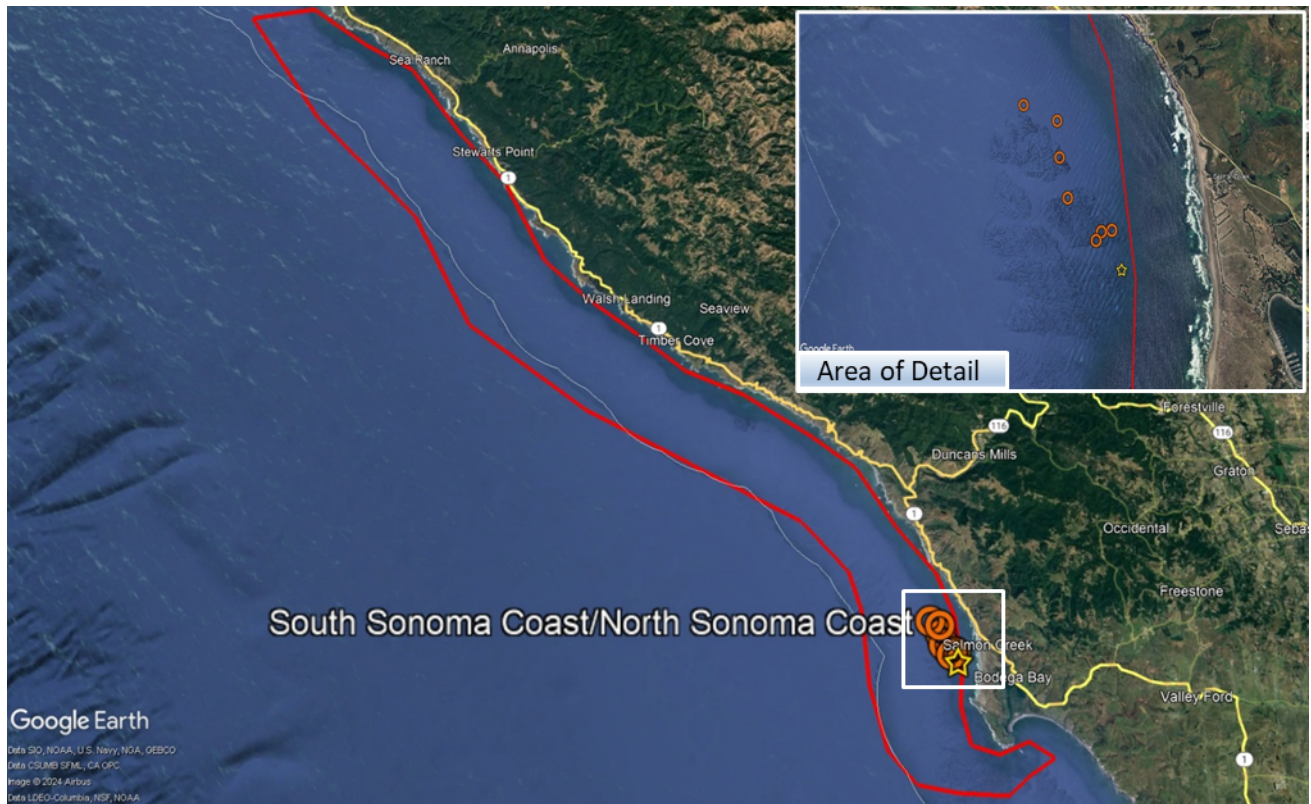 Annapolis
Sea Ranch
Stewarts Point
1
Walsh Landing
Seaview
1
Timber Cove
Google Earth
Area of Detail
Forestville
116
116
Duncans Mills
Graton
1
Occidental
Sebas
Freestone
South Sonoma Coast/North Sonoma Coast
Salmon Creek
Bodega Bay
Valley Ford
Google Earth
Data SIO, NOAA, U.S. Navy, NGA, GEBCO
Data CSUMB SFML, CA OPC
Image © 2024 Airbus
Data LDEO-Columbia, NSF, NOAA
1